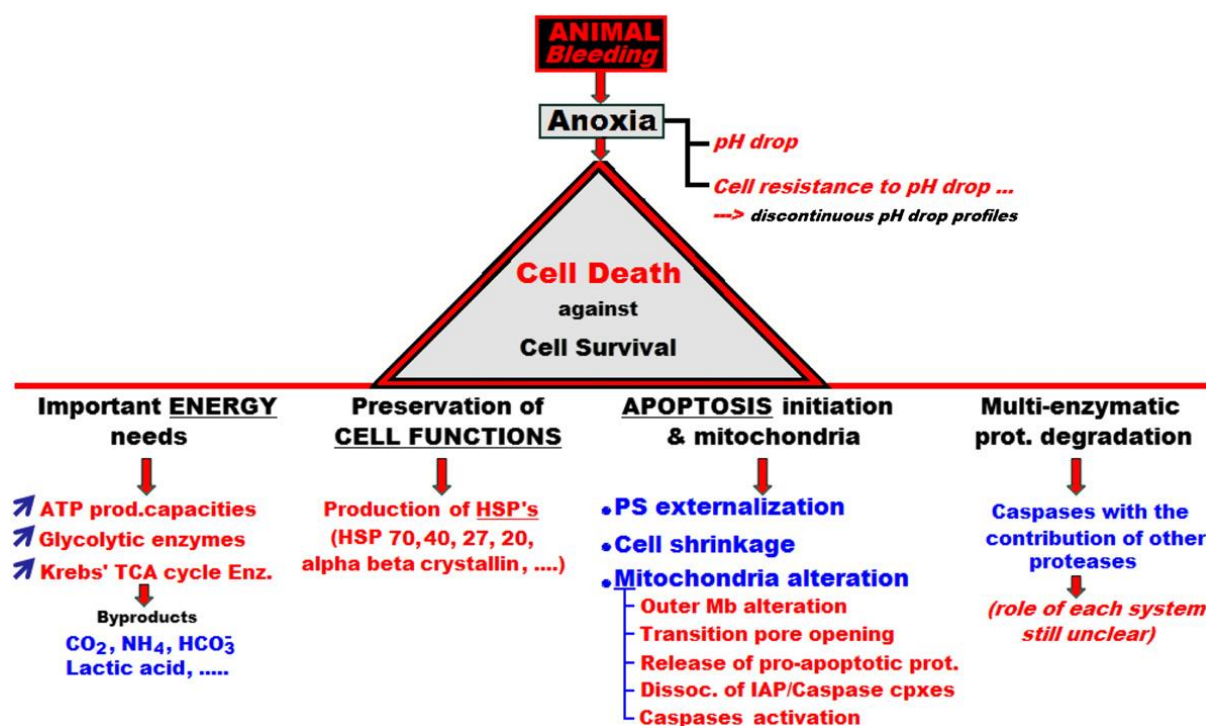 ANIMAL
Bleeding
Anoxia
pH drop
Cell resistance to pH drop ...
---> discontinuous pH drop profiles
Cell Death
against
Cell Survival
Important ENERGY
needs
ATP prod.capacities
Glycolytic enzymes
Krebs' TCA cycle Enz.
Byproducts
CO₂, NH₄, HCO₃⁻
Lactic acid, .....
Preservation of
CELL FUNCTIONS
Production of HSP's
(HSP 70, 40, 27, 20,
alpha beta crystallin, ....)
APOPTOSIS initiation
& mitochondria
• PS externalization
• Cell shrinkage
• Mitochondria alteration
Outer Mb alteration
Transition pore opening
Release of pro-apoptotic prot.
Dissoc. of IAP/Caspase cpxes
Caspases activation
Multi-enzymatic
prot. degradation
Caspases with the
contribution of other
proteases
(role of each system
still unclear)